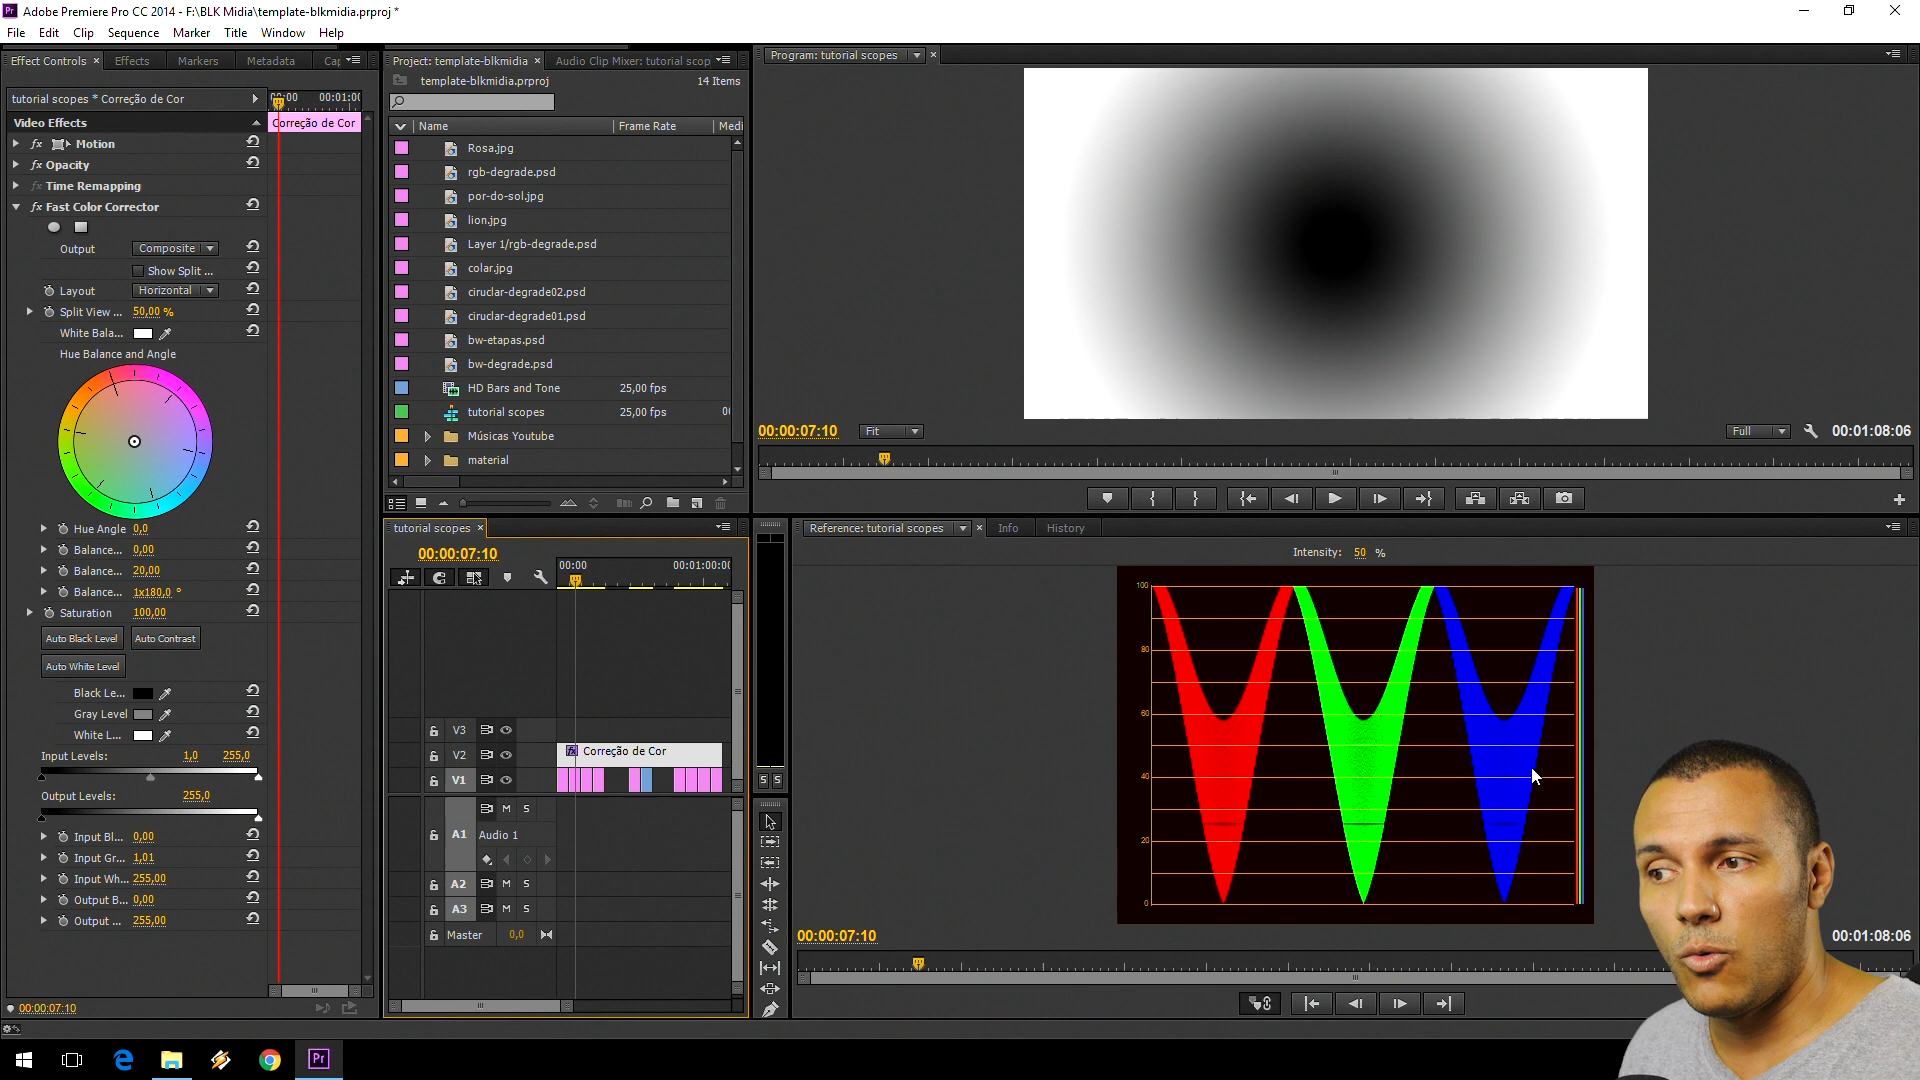 Adobe Premiere Pro CC 2014 - F:\BLK Midia\template-blkmidia.prproj *
File Edit Clip Sequence Marker Title Window Help
Effect Controls Effects Markers Metadata
tutorial scopes * Correção de Cor
00:00 00:01:00
Video Effects
Correção de Cor
fx Motion
fx Opacity
fx Time Remapping
fx Fast Color Corrector
Output Composite
Show Split ...
Layout Horizontal
Split View ... 50,00 %
White Bala...
Hue Balance and Angle
Hue Angle 0,0
Balance... 0,00
Balance... 20,00
Balance... 1x180,0 °
Saturation 100,00
Auto Black Level Auto Contrast
Auto White Level
Black Le...
Gray Level
White L...
Input Levels: 1,0 255,0
Output Levels: 255,0
Input Bl... 0,00
Input Gr... 1,01
Input Wh... 255,00
Output B... 0,00
Output ... 255,00
00:00:07:10
Project: template-blkmidia Audio Clip Mixer: tutorial scop
template-blkmidia.prproj 14 Items
Name Frame Rate Medi
Rosa.jpg
rgb-degrade.psd
por-do-sol.jpg
lion.jpg
Layer 1/rgb-degrade.psd
colar.jpg
ciruclar-degrade02.psd
ciruclar-degrade01.psd
bw-etapas.psd
bw-degrade.psd
HD Bars and Tone 25,00 fps
tutorial scopes 25,00 fps
Músicas Youtube
material
Program: tutorial scopes
00:00:07:10 Fit Full 00:01:08:06
tutorial scopes
00:00:07:10
00:00 00:01:00:00
V3
V2 fx Correção de Cor
V1
M S
A1 Audio 1
A2 M S
A3 M S
Master 0,0
S S
Reference: tutorial scopes Info History
Intensity: 50 %
100
80
60
40
20
0
00:00:07:10 00:01:08:06
Pr